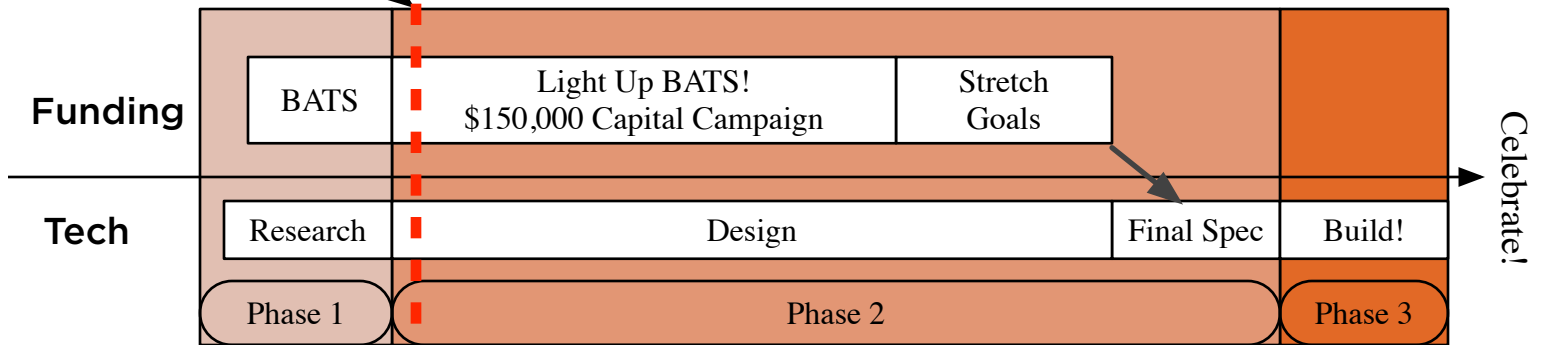 Funding
BATS
Light Up BATS!
$150,000 Capital Campaign
Stretch
Goals
Tech
Research
Design
Final Spec
Build!
Phase 1
Phase 2
Phase 3
Celebrate!